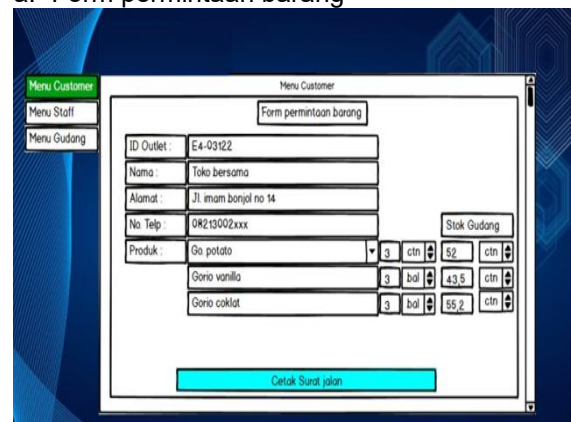 a. Form permintaan barang
Menu Customer
Menu Staff
Menu Gudang
Menu Customer
Form permintaan barang
ID Outlet : E4-03122
Nama : Toko bersama
Alamat : Jl. imam bonjol no 14
No. Telp : 08213002xxx
Stok Gudang
Produk : Go potato 3 ctn 52 ctn
Gorio vanilla 3 bal 43,5 ctn
Gorio coklat 3 bal 55,2 ctn
Cetak Surat jalan